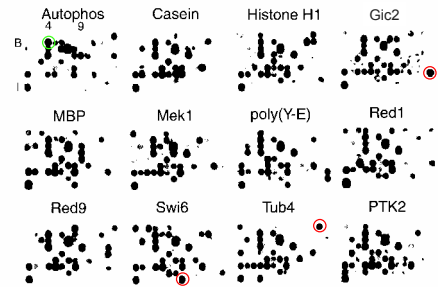 Autophos Casein Histone H1 Gic2
4 9
B
I
MBP Mek1 poly(Y-E) Red1
Red9 Swi6 Tub4 PTK2